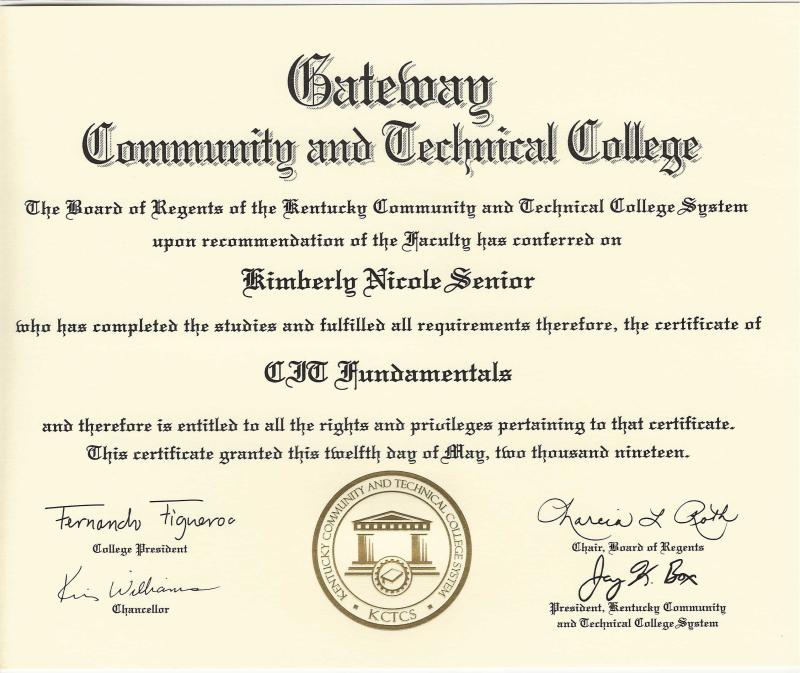 Gateway
Community and Technical College
The Board of Regents of the Kentucky Community and Technical College System
upon recommendation of the Faculty has conferred on
Kimberly Nicole Senior
who has completed the studies and fulfilled all requirements therefore, the certificate of
CIT Fundamentals
and therefore is entitled to all the rights and privileges pertaining to that certificate.
This certificate granted this twelfth day of May, two thousand nineteen.
Fernando Figueroa
College President
Kris Williams
Chancellor
KENTUCKY COMMUNITY AND TECHNICAL COLLEGE SYSTEM
KCTCS
Marcia L Roth
Chair, Board of Regents
Jay K. Box
President, Kentucky Community
and Technical College System